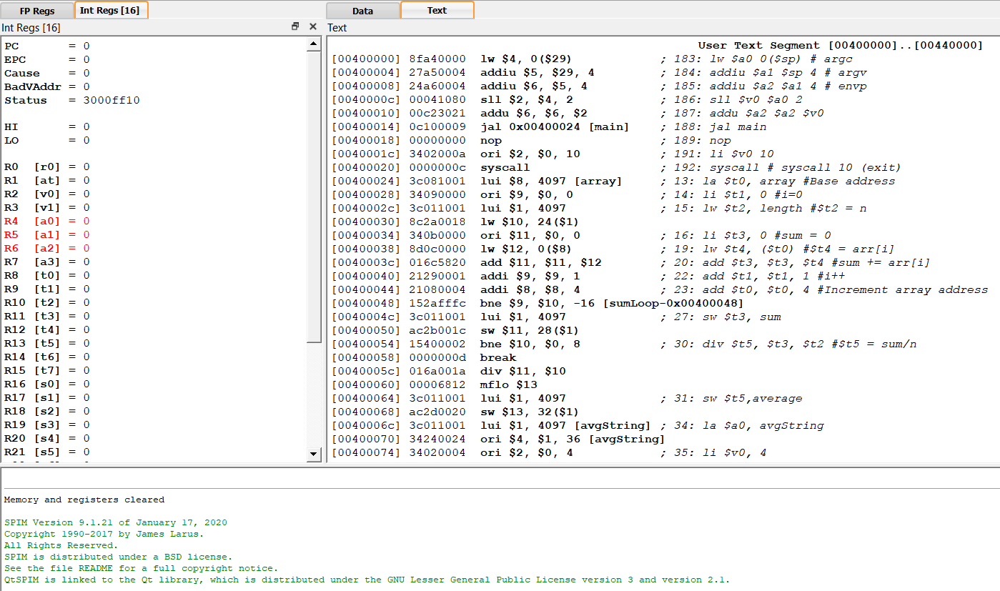 FP Regs
Int Regs [16]
Int Regs [16]
PC = 0
EPC = 0
Cause = 0
BadVAddr = 0
Status = 3000ff10
HI = 0
LO = 0
R0 [r0] = 0
R1 [at] = 0
R2 [v0] = 0
R3 [v1] = 0
R4 [a0] = 0
R5 [a1] = 0
R6 [a2] = 0
R7 [a3] = 0
R8 [t0] = 0
R9 [t1] = 0
R10 [t2] = 0
R11 [t3] = 0
R12 [t4] = 0
R13 [t5] = 0
R14 [t6] = 0
R15 [t7] = 0
R16 [s0] = 0
R17 [s1] = 0
R18 [s2] = 0
R19 [s3] = 0
R20 [s4] = 0
R21 [s5] = 0
Data
Text
Text
User Text Segment [00400000]..[00440000]
[00400000] 8fa40000 lw $4, 0($29) ; 183: lw $a0 0($sp) # argc
[00400004] 27a50004 addiu $5, $29, 4 ; 184: addiu $a1 $sp 4 # argv
[00400008] 24a60004 addiu $6, $5, 4 ; 185: addiu $a2 $a1 4 # envp
[0040000c] 00041080 sll $2, $4, 2 ; 186: sll $v0 $a0 2
[00400010] 00c23021 addu $6, $6, $2 ; 187: addu $a2 $a2 $v0
[00400014] 0c100009 jal 0x00400024 [main] ; 188: jal main
[00400018] 00000000 nop ; 189: nop
[0040001c] 3402000a ori $2, $0, 10 ; 191: li $v0 10
[00400020] 0000000c syscall ; 192: syscall # syscall 10 (exit)
[00400024] 3c081001 lui $8, 4097 [array] ; 13: la $t0, array #Base address
[00400028] 34090000 ori $9, $0, 0 ; 14: li $t1, 0 #i=0
[0040002c] 3c011001 lui $1, 4097 ; 15: lw $t2, length #$t2 = n
[00400030] 8c2a0018 lw $10, 24($1)
[00400034] 340b0000 ori $11, $0, 0 ; 16: li $t3, 0 #sum = 0
[00400038] 8d0c0000 lw $12, 0($8) ; 19: lw $t4, ($t0) #$t4 = arr[i]
[0040003c] 016c5820 add $11, $11, $12 ; 20: add $t3, $t3, $t4 #sum += arr[i]
[00400040] 21290001 addi $9, $9, 1 ; 22: add $t1, $t1, 1 #i++
[00400044] 21080004 addi $8, $8, 4 ; 23: add $t0, $t0, 4 #Increment array address
[00400048] 152afffc bne $9, $10, -16 [sumLoop-0x00400048]
[0040004c] 3c011001 lui $1, 4097 ; 27: sw $t3, sum
[00400050] ac2b001c sw $11, 28($1)
[00400054] 15400002 bne $10, $0, 8 ; 30: div $t5, $t3, $t2 #$t5 = sum/n
[00400058] 0000000d break
[0040005c] 016a001a div $11, $10
[00400060] 00006812 mflo $13
[00400064] 3c011001 lui $1, 4097 ; 31: sw $t5,average
[00400068] ac2d0020 sw $13, 32($1)
[0040006c] 3c011001 lui $1, 4097 [avgString] ; 34: la $a0, avgString
[00400070] 34240024 ori $4, $1, 36 [avgString]
[00400074] 34020004 ori $2, $0, 4 ; 35: li $v0, 4
Memory and registers cleared
SPIM Version 9.1.21 of January 17, 2020
Copyright 1990-2017 by James Larus.
All Rights Reserved.
SPIM is distributed under a BSD license.
See the file README for a full copyright notice.
QtSPIM is linked to the Qt library, which is distributed under the GNU Lesser General Public License version 3 and version 2.1.